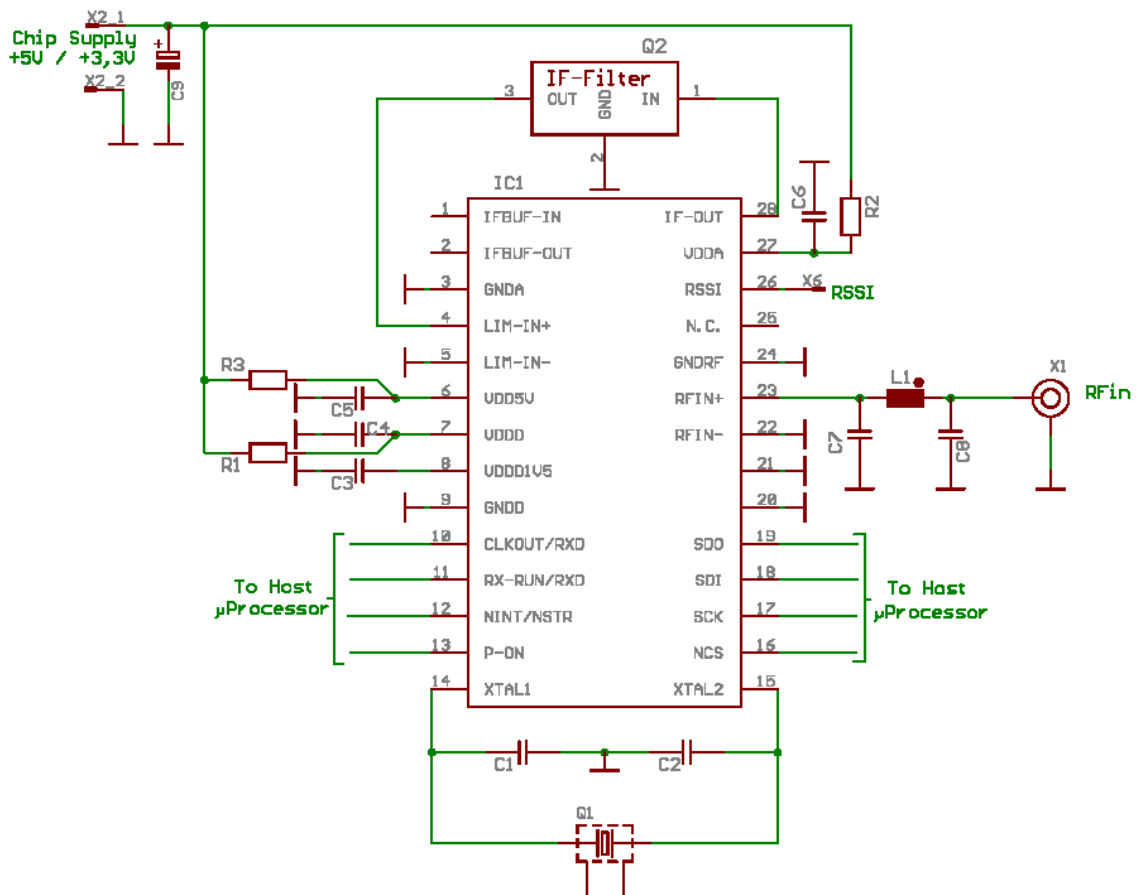 X2_1
Chip Supply
+5V / +3,3V
X2_2
+
C9
Q2
IF-Filter
3 OUT GND IN 1
2
IC1
1 IFBUF-IN IF-OUT 28
2 IFBUF-OUT VDDA 27
C6
R2
3 GNDA RSSI 26 X6 RSSI
4 LIM-IN+ N.C. 25
5 LIM-IN- GNDRF 24
R3
C5
6 VDD5V RFIN+ 23
L1
X1
RFin
C4
7 VDDD RFIN- 22
C7
C8
R1
C3
8 VDDD1V5 21
9 GNDD 20
10 CLKOUT/RXD SDO 19
11 RX-RUN/RXD SDI 18
To Host
µProcessor
To Host
µProcessor
12 NINT/NSTR SCK 17
13 P-ON NCS 16
14 XTAL1 XTAL2 15
C1
C2
Q1